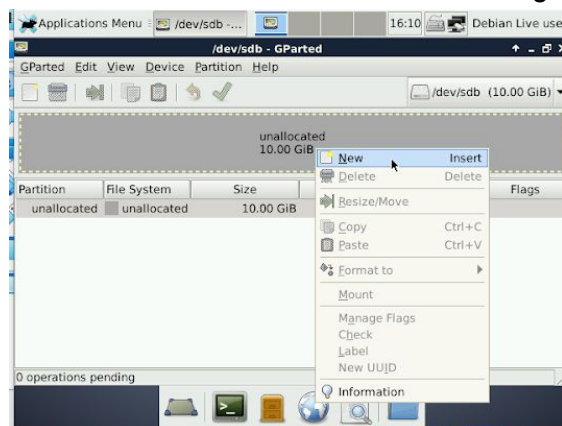 Applications Menu /dev/sdb -... 16:10 Debian Live use
/dev/sdb - GParted
GParted Edit View Device Partition Help
/dev/sdb (10.00 GiB)
unallocated
10.00 GiB
New Insert
Delete Delete
Resize/Move
Copy Ctrl+C
Paste Ctrl+V
Format to
Mount
Manage Flags
Check
Label
New UUID
Information
Partition File System Size Flags
unallocated unallocated 10.00 GiB
0 operations pending